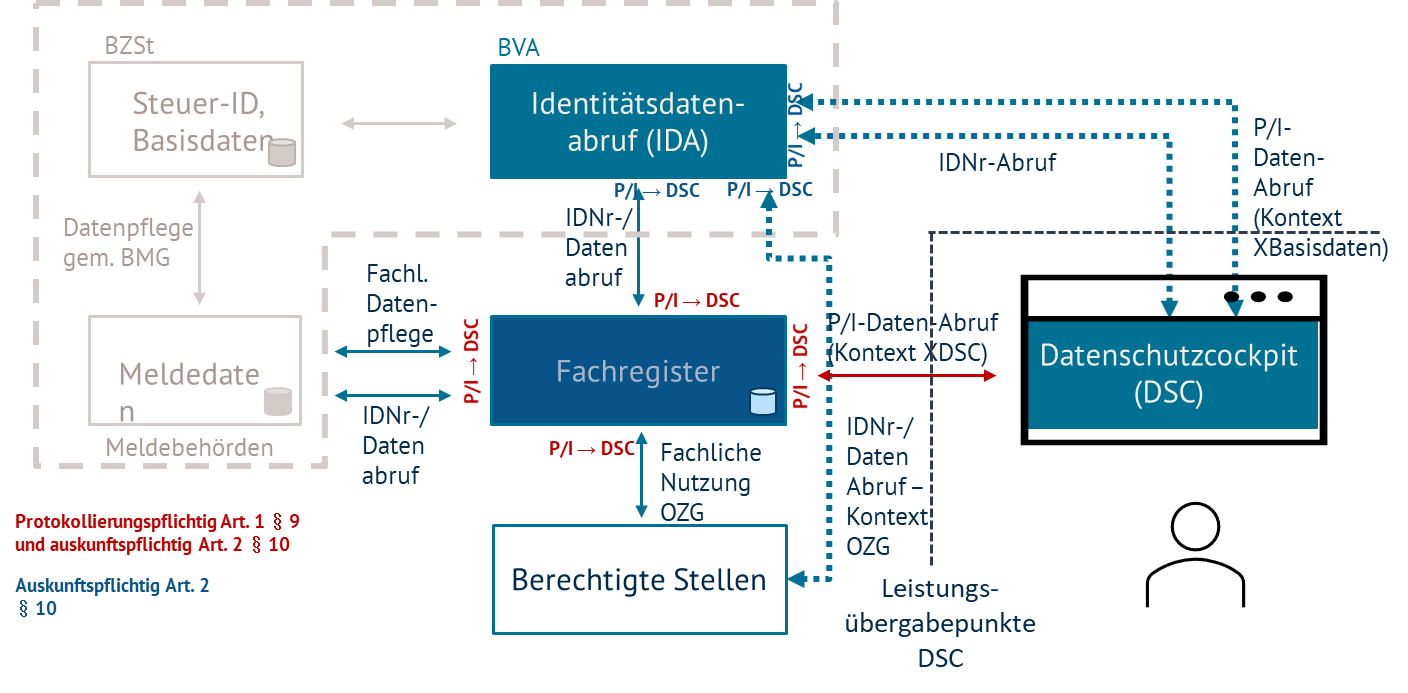 BZSt
Steuer-ID,
Basisdaten
BVA
Identitätsdaten-
abruf (IDA)
P/I → DSC
P/I → DSC
P/I → DSC
IDNr-Abruf
P/I-
Daten-
Abruf
(Kontext
XBasisdaten)
Datenpflege
gem. BMG
IDNr-/
Daten
abruf
Fachl.
Daten-
pflege
P/I → DSC
P/I → DSC
Fachregister
P/I → DSC
P/I-Daten-Abruf
(Kontext XDSC)
Datenschutzcockpit
(DSC)
Meldedate
n
Meldebehörden
IDNr-/
Daten
abruf
P/I → DSC
Fachliche
Nutzung
OZG
IDNr-/
Daten
Abruf –
Kontext
OZG
Protokollierungspflichtig Art. 1 § 9
und auskunftspflichtig Art. 2 § 10
Auskunftspflichtig Art. 2
§ 10
Berechtigte Stellen
Leistungs-
übergabepunkte
DSC